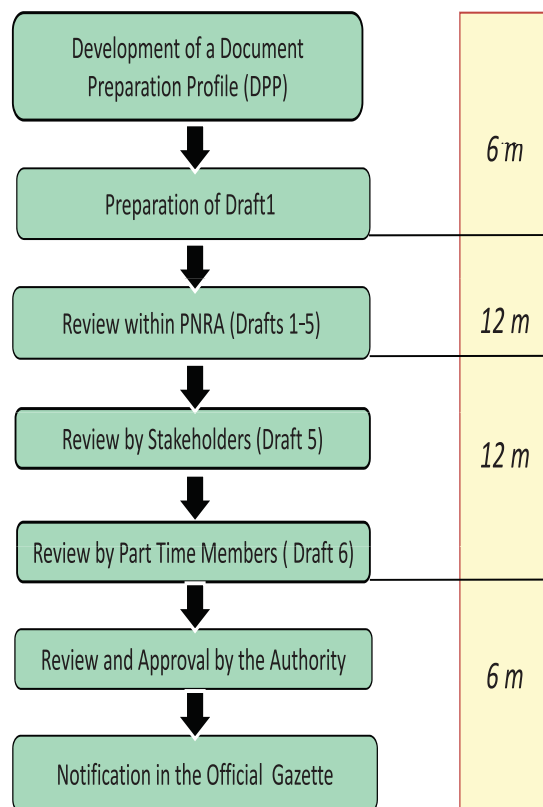 Development of a Document
Preparation Profile (DPP)
6 m
Preparation of Draft1
Review within PNRA (Drafts 1-5)
12 m
Review by Stakeholders (Draft 5)
12 m
Review by Part Time Members ( Draft 6)
Review and Approval by the Authority
6 m
Notification in the Official Gazette